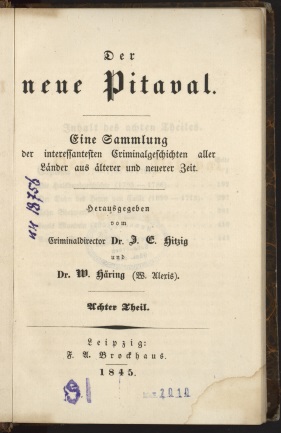 Der
neue Pitaval.
Eine Sammlung
der interessantesten Criminalgeschichten aller
Länder aus älterer und neuerer Zeit.
Herausgegeben
vom
Criminaldirector Dr. J. E. Hitzig
und
Dr. W. Häring (W. Alexis).
Achter Theil.
Leipzig:
F. A. Brockhaus.
1845.
2010